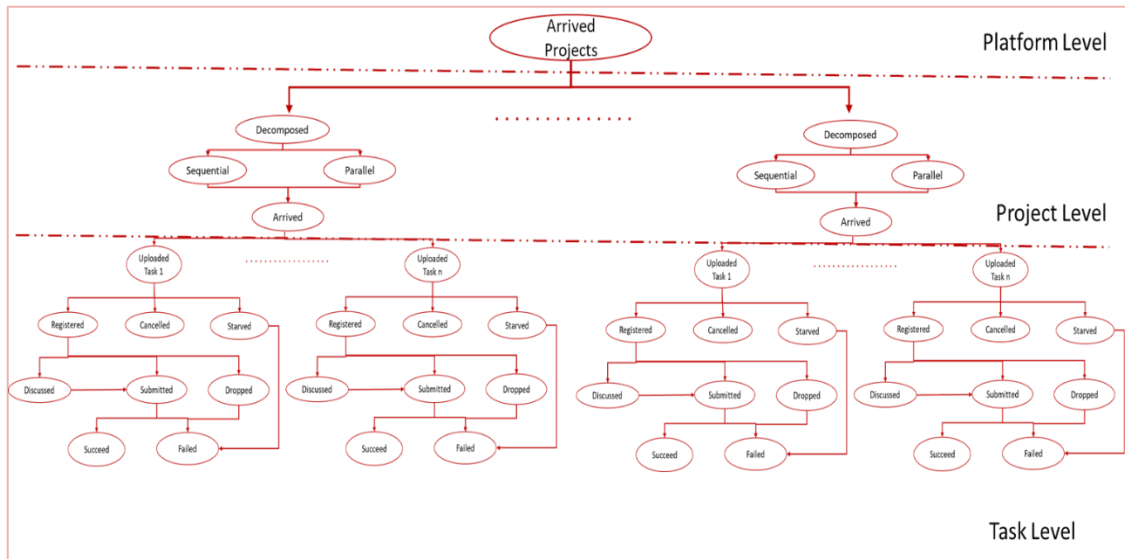 Arrived
Projects
Platform Level
Decomposed
Decomposed
Sequential
Parallel
Sequential
Parallel
Arrived
Arrived
Project Level
Uploaded
Task 1
Uploaded
Task n
Uploaded
Task 1
Uploaded
Task n
Registered
Cancelled
Starved
Registered
Cancelled
Starved
Registered
Cancelled
Starved
Registered
Cancelled
Starved
Discussed
Submitted
Dropped
Discussed
Submitted
Dropped
Discussed
Submitted
Dropped
Discussed
Submitted
Dropped
Succeed
Failed
Succeed
Failed
Succeed
Failed
Succeed
Failed
Task Level